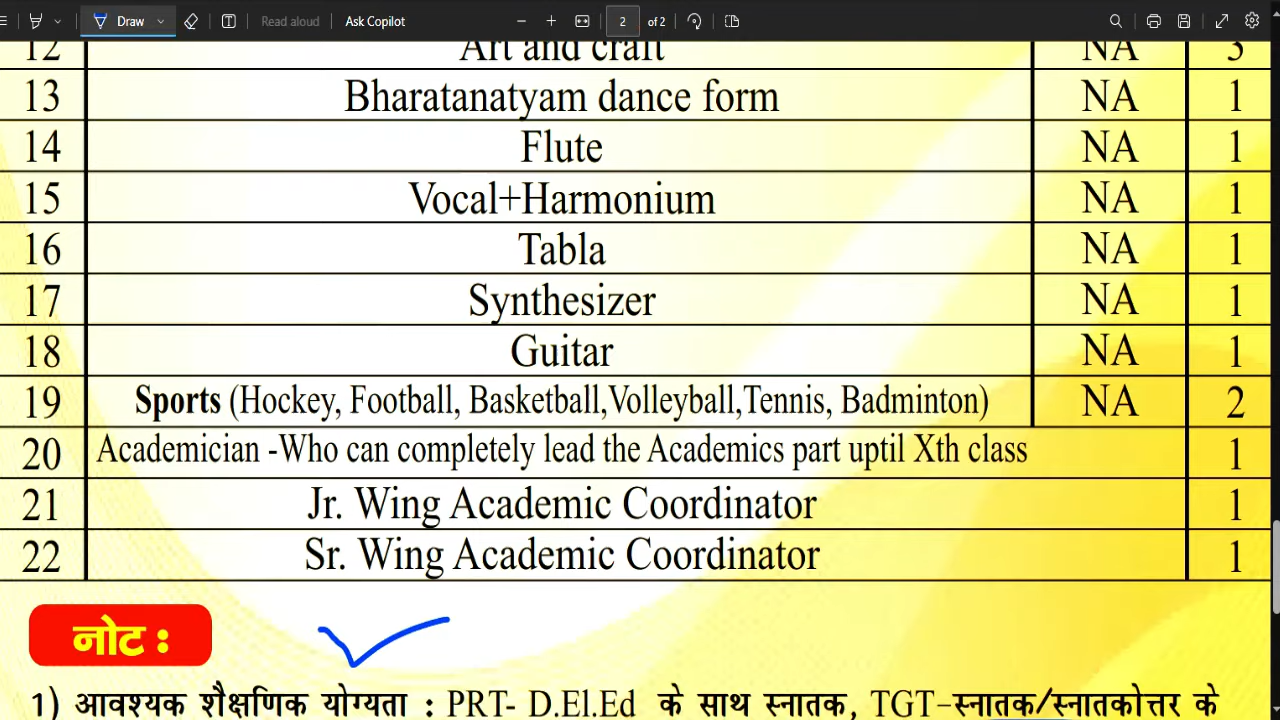 Draw
Read aloud
Ask Copilot
2 of 2
12 Art and craft NA 3
13 Bharatanatyam dance form NA 1
14 Flute NA 1
15 Vocal+Harmonium NA 1
16 Tabla NA 1
17 Synthesizer NA 1
18 Guitar NA 1
19 Sports (Hockey, Football, Basketball,Volleyball,Tennis, Badminton) NA 2
20 Academician -Who can completely lead the Academics part uptil Xth class 1
21 Jr. Wing Academic Coordinator 1
22 Sr. Wing Academic Coordinator 1
नोट :
1) आवश्यक शैक्षणिक योग्यता : PRT- D.El.Ed के साथ स्नातक, TGT-स्नातक/स्नातकोत्तर के